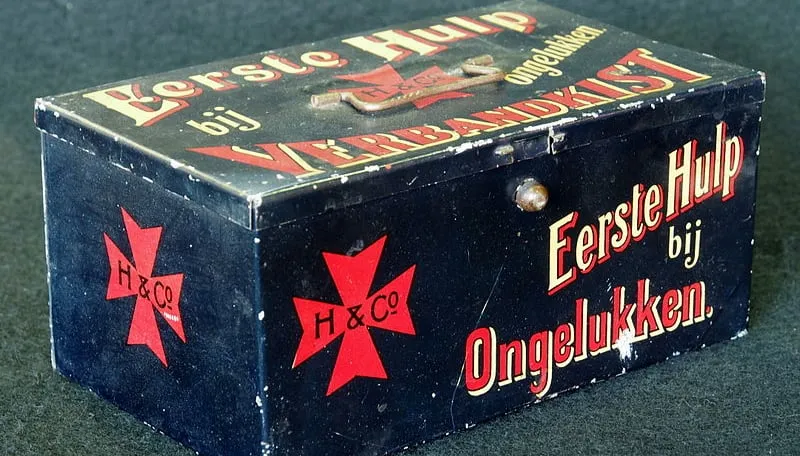 Eerste Hulp
bij
H & Co
ongelukken.
VERBANDKIST
H & Co
H & Co
Eerste Hulp
bij
Ongelukken.